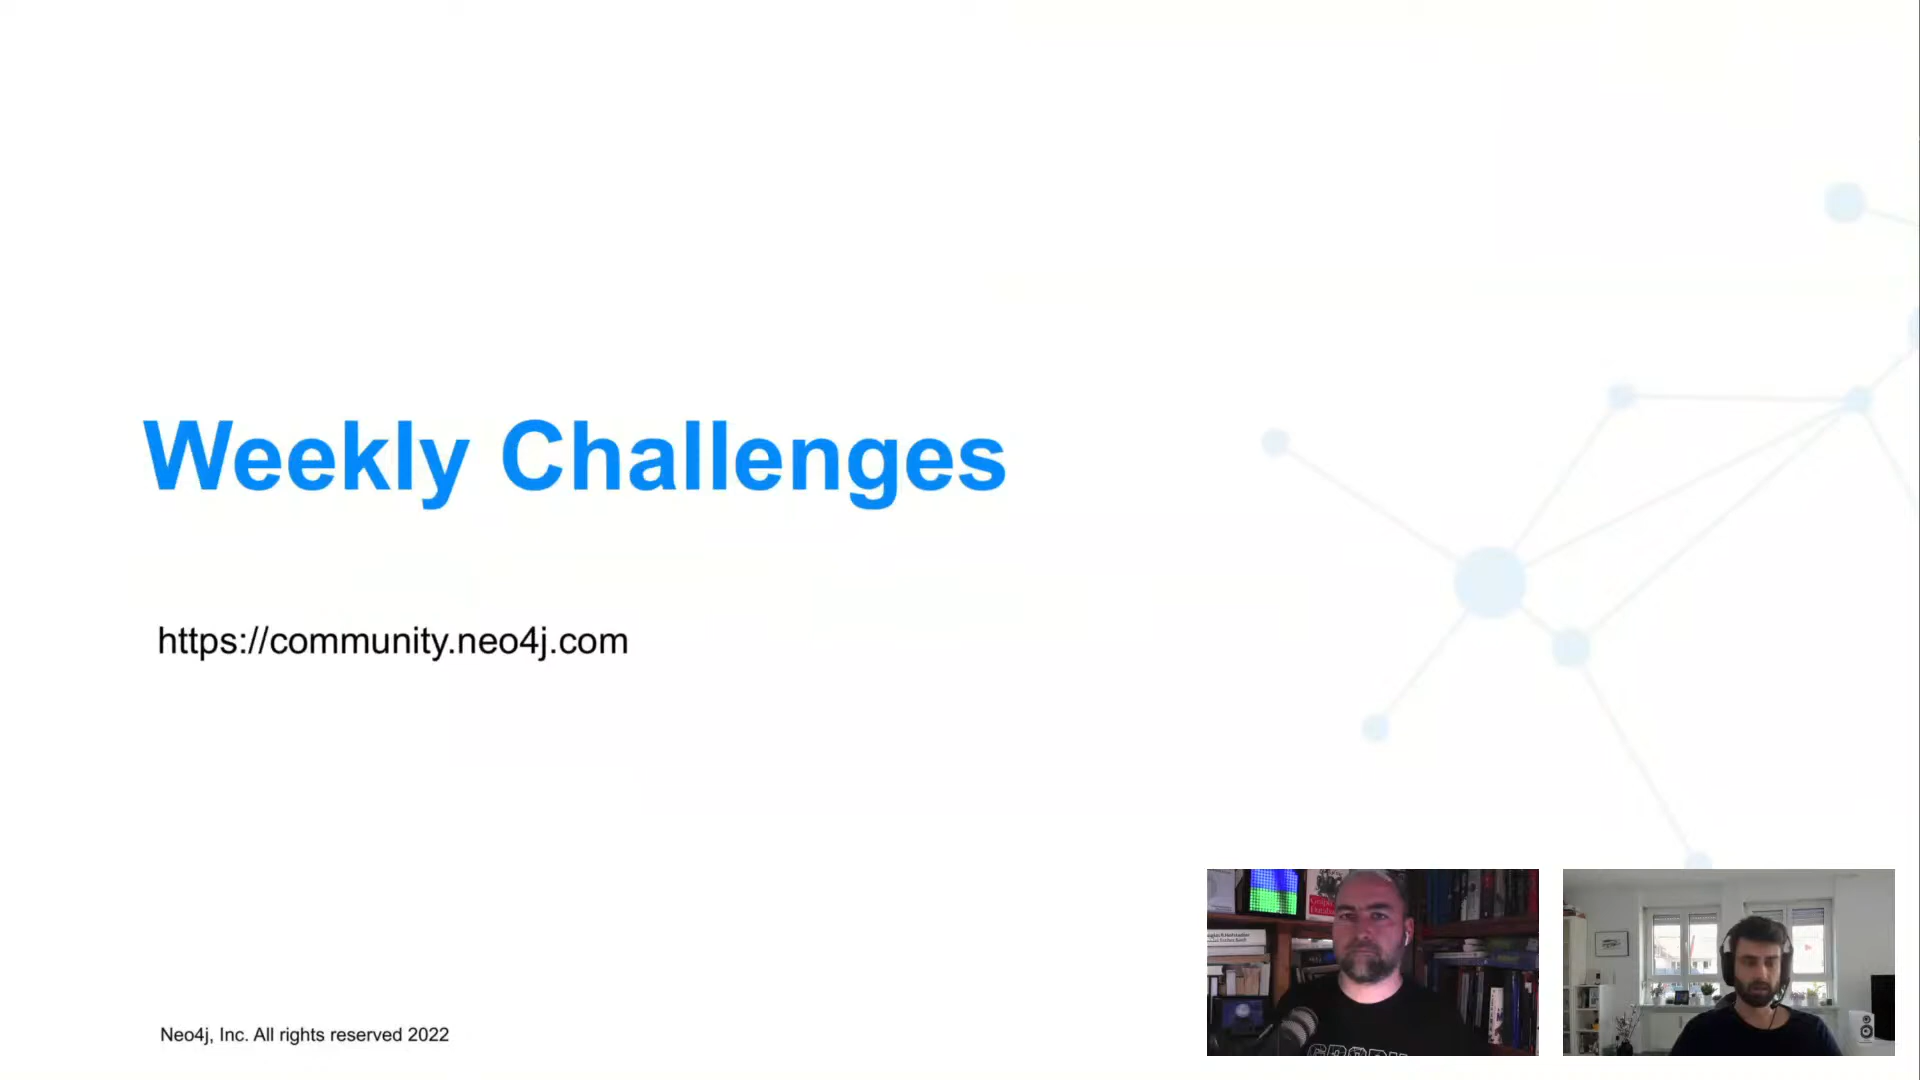 Weekly Challenges
https://community.neo4j.com
Neo4j, Inc. All rights reserved 2022